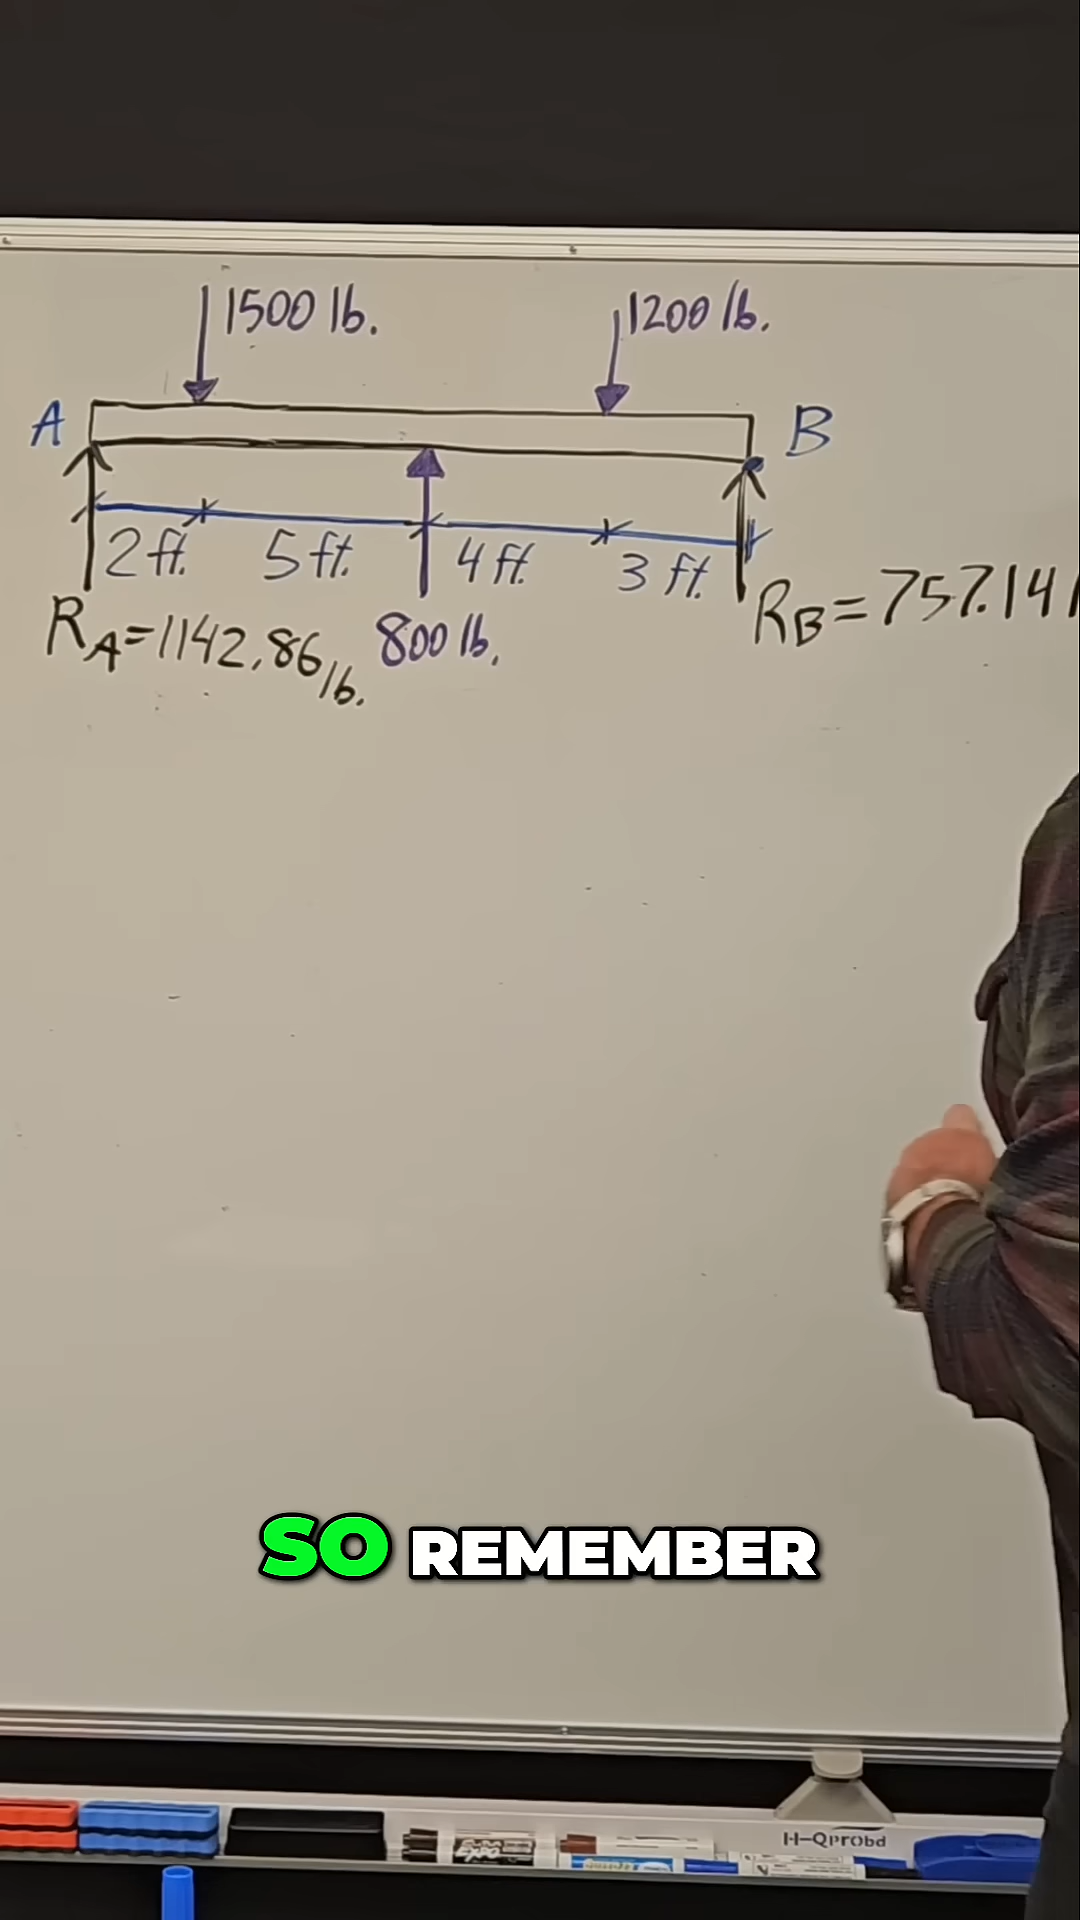 1500 lb.
1200 lb.
A
B
2 ft.
5 ft.
4 ft.
3 ft.
RA=1142.86 lb.
800 lb.
RB=757.14
SO REMEMBER
EXPO